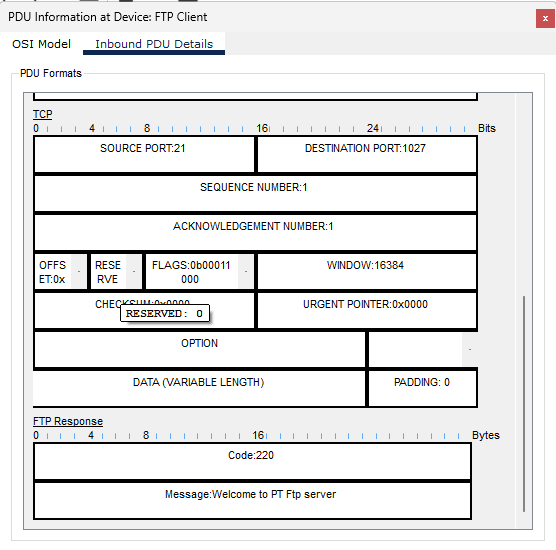 PDU Information at Device: FTP Client
OSI Model Inbound PDU Details
PDU Formats
TCP
0 4 8 16 24 Bits
SOURCE PORT:21 DESTINATION PORT:1027
SEQUENCE NUMBER:1
ACKNOWLEDGEMENT NUMBER:1
OFFS RESE FLAGS:0b00011 WINDOW:16384
ET:0x RVE 000
CHECKSUM:0x0000 URGENT POINTER:0x0000
RESERVED: 0
OPTION
DATA (VARIABLE LENGTH) PADDING: 0
FTP Response
0 4 8 16 Bytes
Code:220
Message:Welcome to PT Ftp server